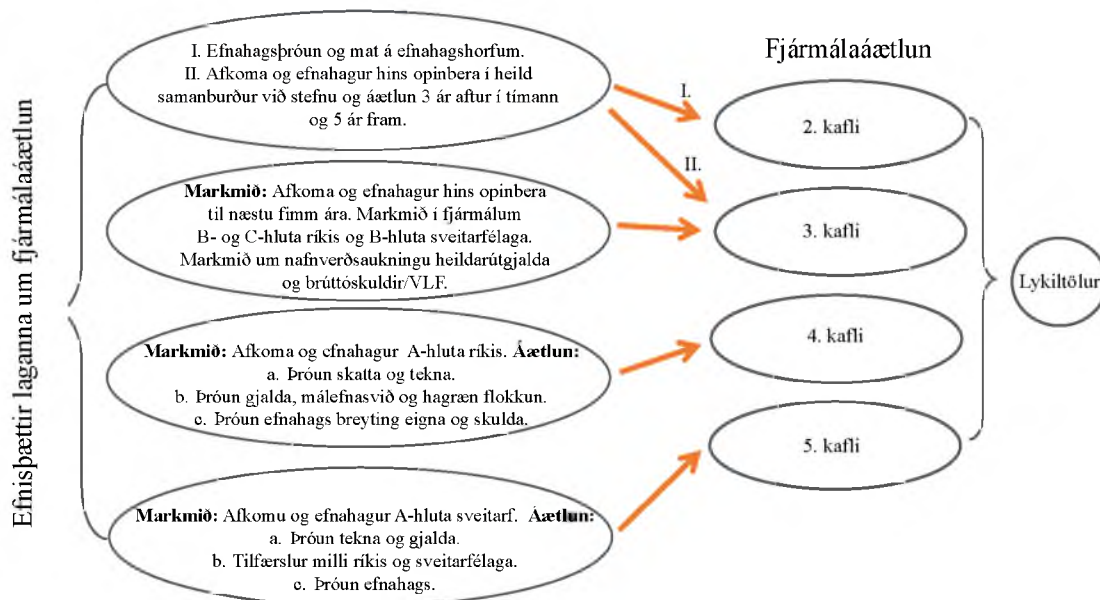 Efnisþættir laganna um fjármálaáætlun
I. Efnahagsþróun og mat á efnahagshorfum.
II. Afkoma og efnahagur hins opinbera í heild
samanburður við stefnu og áætlun 3 ár aftur í tímann
og 5 ár fram.
Markmið: Afkoma og efnahagur hins opinbera
til næstu fimm ára. Markmið í fjármálum
B- og C-hluta ríkis og B-hluta sveitarfélaga.
Markmið um nafnverðsaukningu heildarútgjalda
og brúttóskuldir/VLF.
Markmið: Afkoma og efnahagur A-hluta ríkis. Áætlun:
a. Þróun skatta og tekna.
b. Þróun gjalda, málefnasvið og hagræn flokkun.
c. Þróun efnahags breyting eigna og skulda.
Markmið: Afkomu og efnahagur A-hluta sveitarf. Áætlun:
a. Þróun tekna og gjalda.
b. Tilfærslur milli ríkis og sveitarfélaga.
c. Þróun efnahags.
I.
II.
Fjármálaáætlun
2. kafli
3. kafli
4. kafli
5. kafli
Lykiltölur